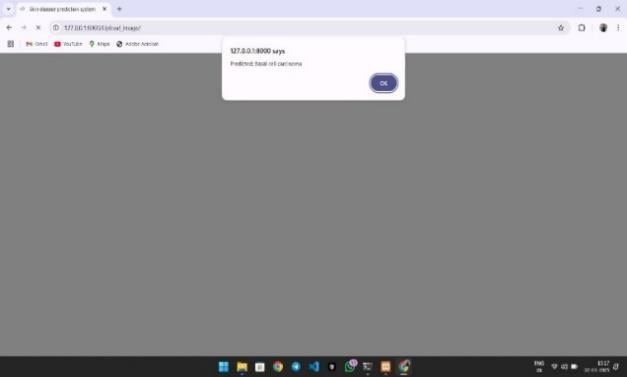 Skin disease prediction system
127.0.0.1:8000/upload_image/
Gmail
YouTube
Maps
Adobe Acrobat
127.0.0.1:8000 says
Predicted: Basal cell carcinoma
OK
ENG